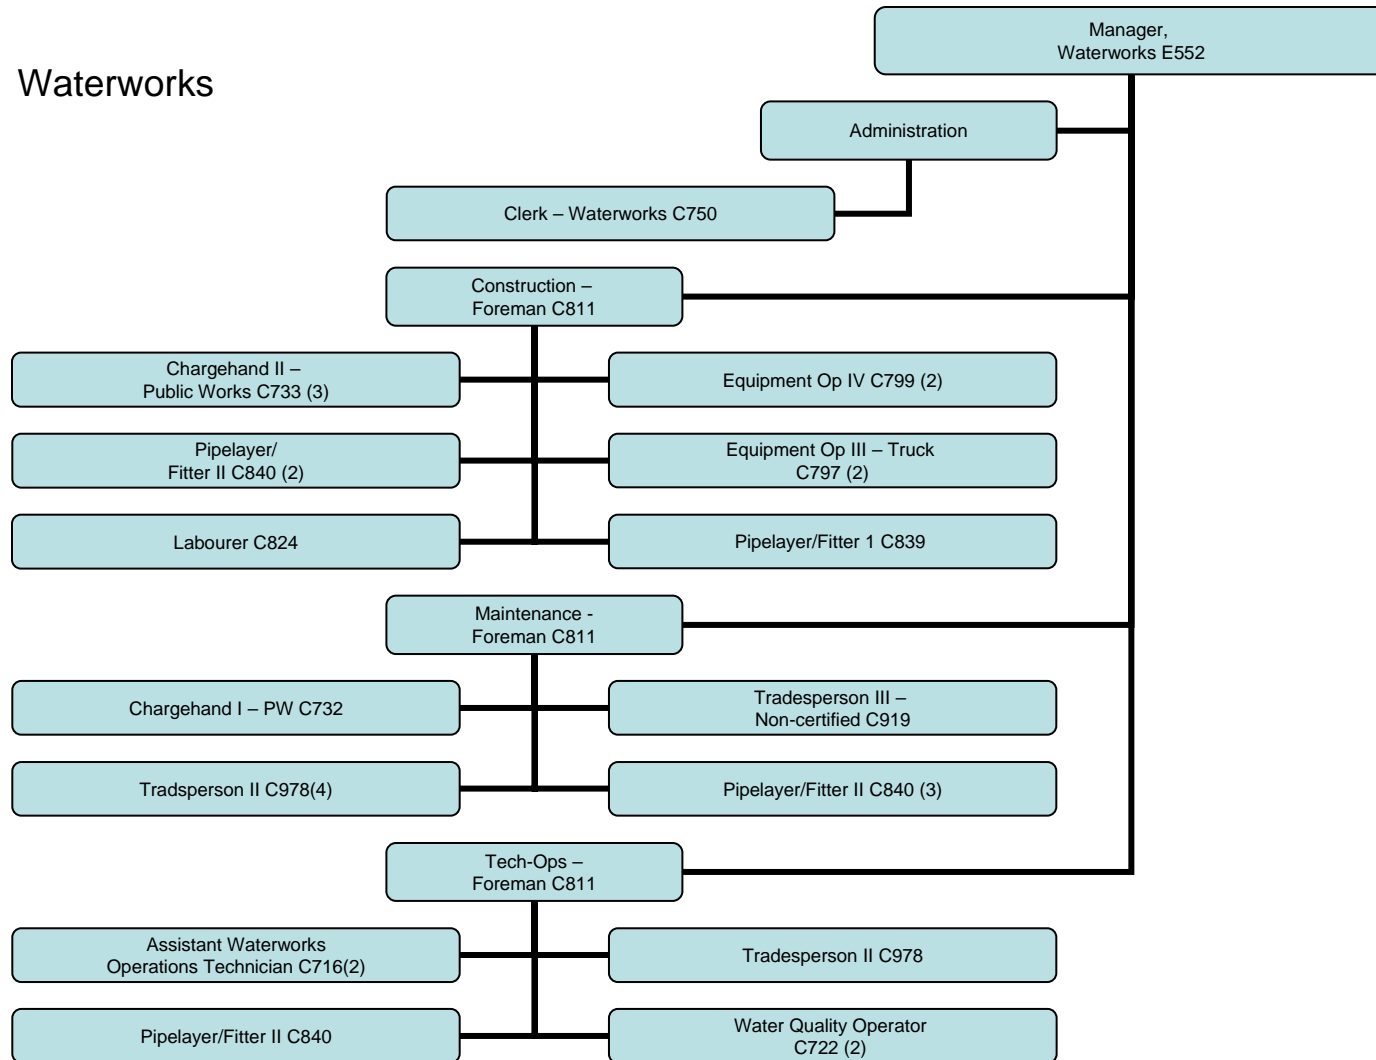 Manager,
Waterworks E552
Waterworks
Administration
Clerk – Waterworks C750
Construction –
Foreman C811
Chargehand II –
Public Works C733 (3)
Equipment Op IV C799 (2)
Pipelayer/
Fitter II C840 (2)
Equipment Op III – Truck
C797 (2)
Labourer C824
Pipelayer/Fitter 1 C839
Maintenance -
Foreman C811
Chargehand I – PW C732
Tradesperson III –
Non-certified C919
Tradsperson II C978(4)
Pipelayer/Fitter II C840 (3)
Tech-Ops –
Foreman C811
Assistant Waterworks
Operations Technician C716(2)
Tradesperson II C978
Pipelayer/Fitter II C840
Water Quality Operator
C722 (2)